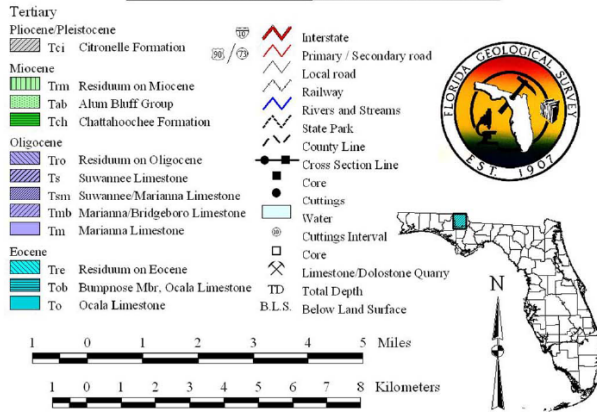 Tertiary
Pliocene/Pleistocene
Tci Citronelle Formation
Miocene
Trm Residuum on Miocene
Tab Alum Bluff Group
Tch Chattahoochee Formation
Oligocene
Tro Residuum on Oligocene
Ts Suwannee Limestone
Tsm Suwannee/Marianna Limestone
Tmb Marianna/Bridgeboro Limestone
Tm Marianna Limestone
Eocene
Tre Residuum on Eocene
Tob Bumpnose Mbr, Ocala Limestone
To Ocala Limestone
10 Interstate
90 / 73 Primary / Secondary road
Local road
Railway
Rivers and Streams
State Park
County Line
Cross Section Line
Core
Cuttings
Water
Cuttings Interval
Core
Limestone/Dolostone Quarry
TD Total Depth
B.L.S. Below Land Surface
FLORIDA GEOLOGICAL SURVEY
EST. 1907
N
1 0 1 2 3 4 5 Miles
1 0 1 2 3 4 5 6 7 8 Kilometers